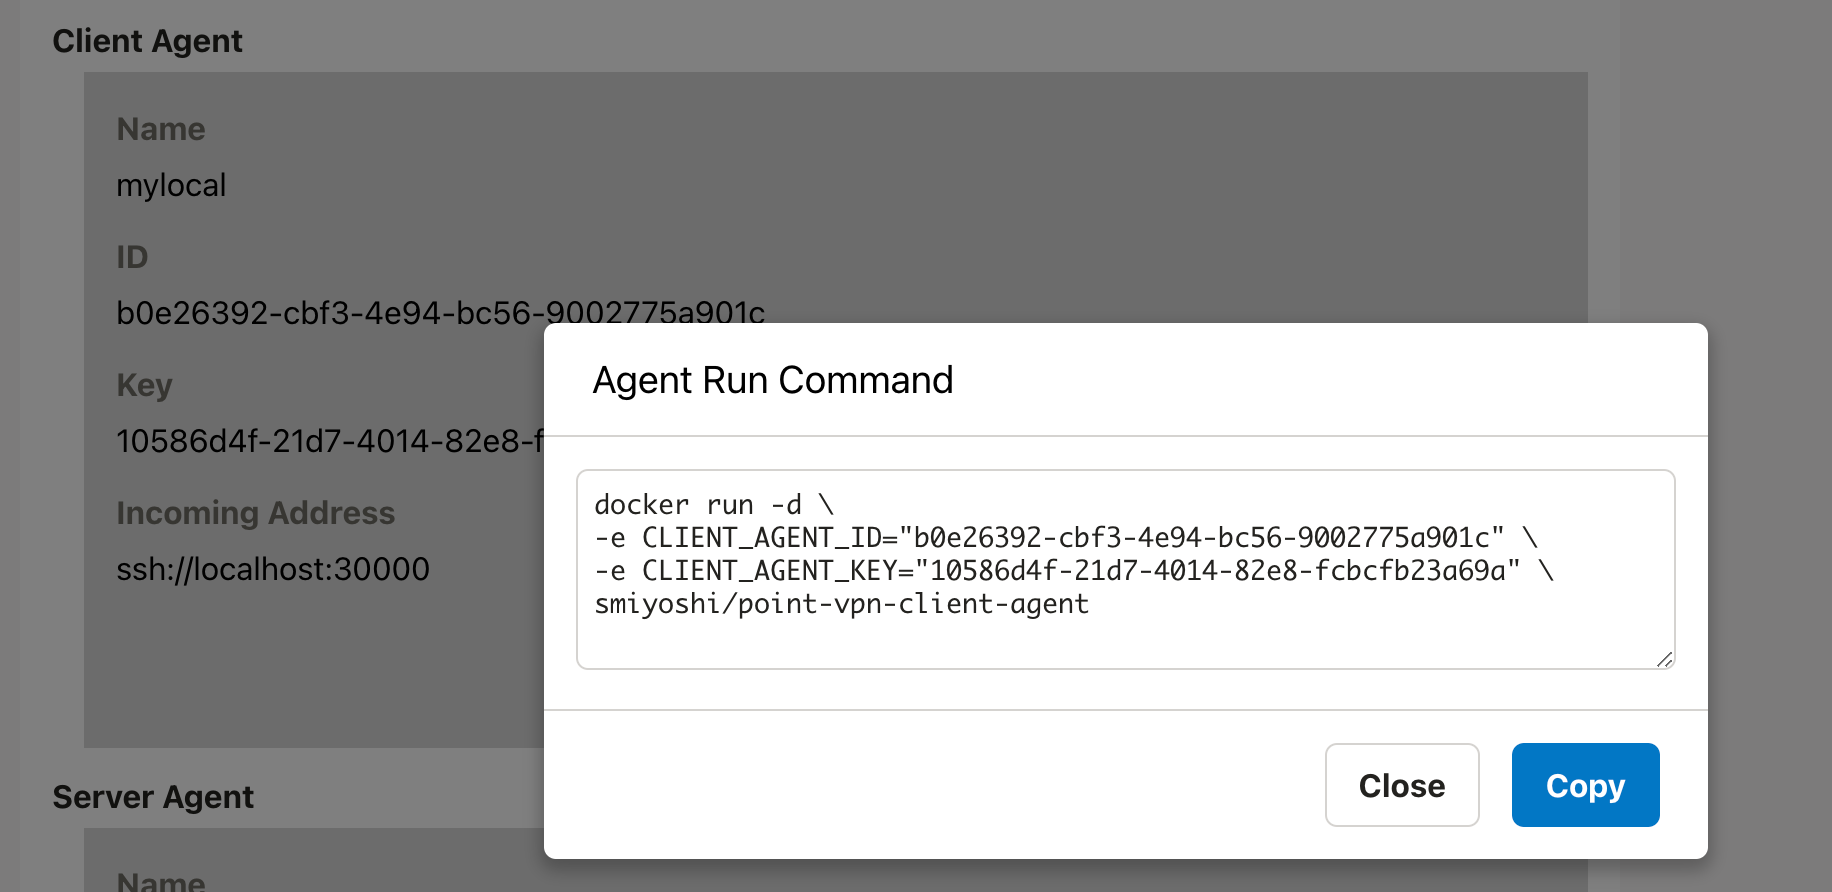 Client Agent
Name
mylocal
ID
b0e26392-cbf3-4e94-bc56-9002775a901c
Key
10586d4f-21d7-4014-82e8-f
Incoming Address
ssh://localhost:30000
Agent Run Command
docker run -d \
-e CLIENT_AGENT_ID="b0e26392-cbf3-4e94-bc56-9002775a901c" \
-e CLIENT_AGENT_KEY="10586d4f-21d7-4014-82e8-fcbcfb23a69a" \
smiyoshi/point-vpn-client-agent
Close
Copy
Server Agent
Name